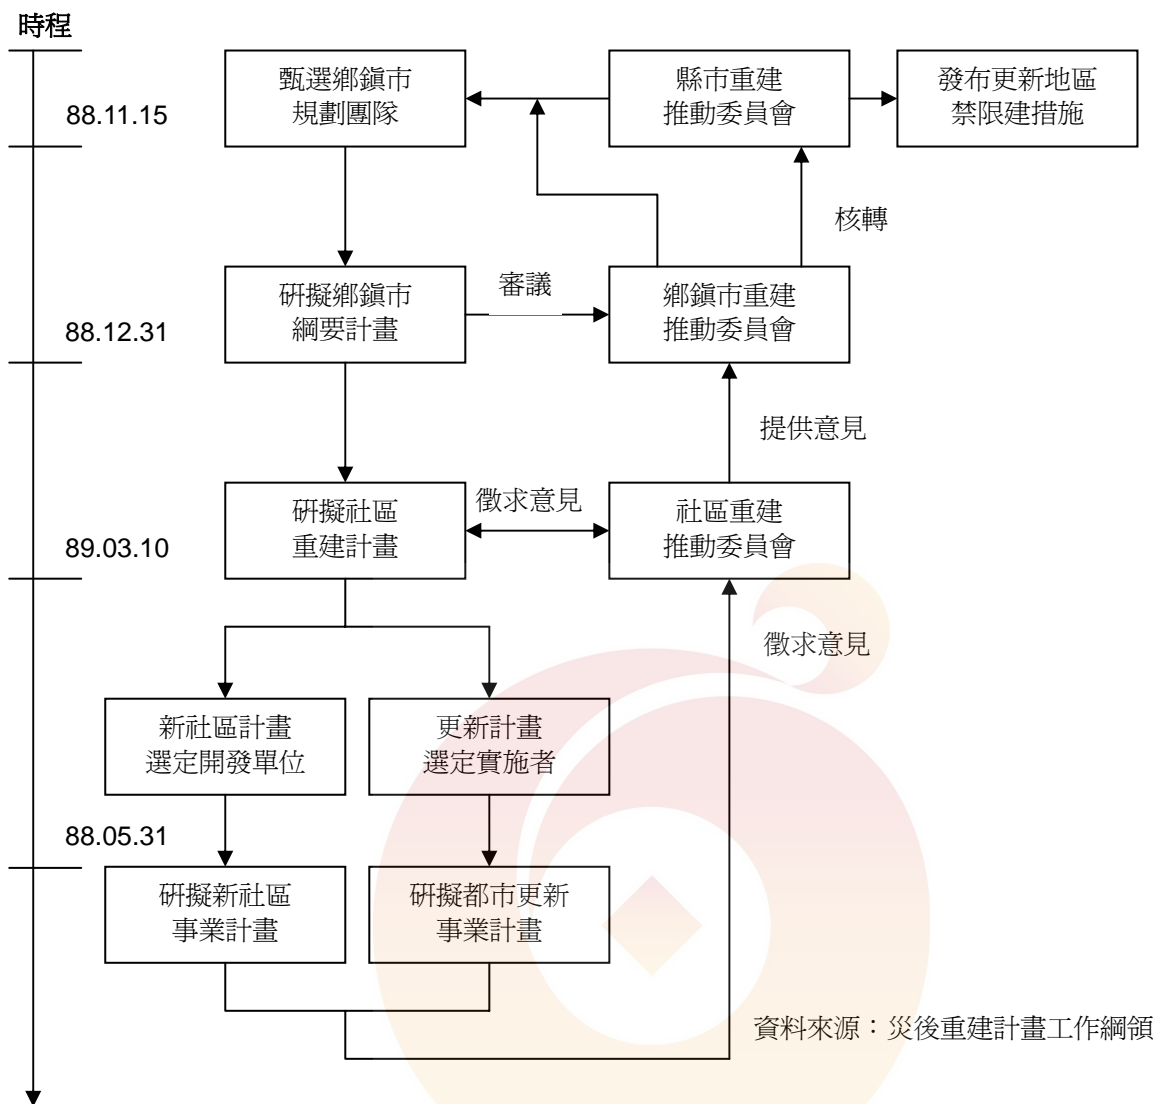 時程
甄選鄉鎮市
規劃團隊
縣市重建
推動委員會
發布更新地區
禁限建措施
88.11.15
核轉
研擬鄉鎮市
綱要計畫
審議
鄉鎮市重建
推動委員會
88.12.31
提供意見
研擬社區
重建計畫
徵求意見
社區重建
推動委員會
89.03.10
徵求意見
新社區計畫
選定開發單位
更新計畫
選定實施者
88.05.31
研擬新社區
事業計畫
研擬都市更新
事業計畫
資料來源：災後重建計畫工作綱領